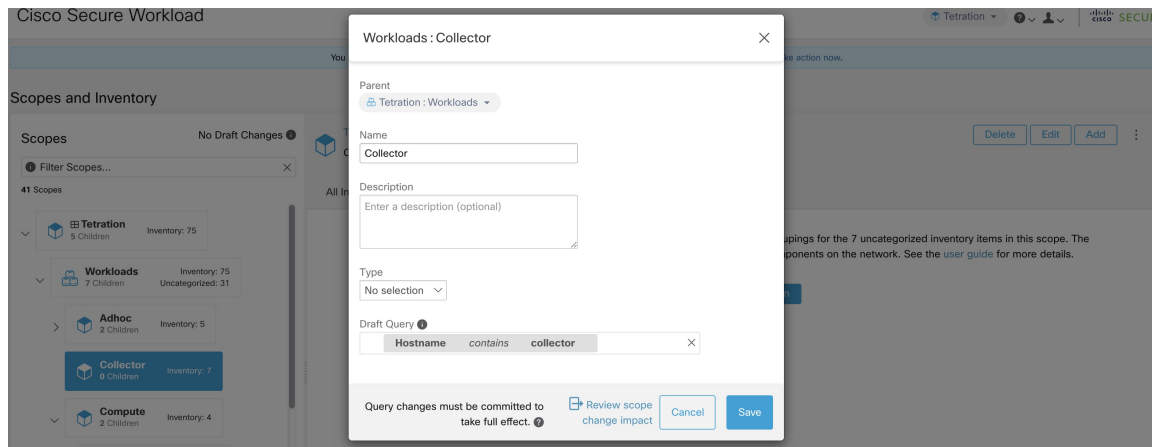 Cisco Secure Workload
Tetration
CISCO SECU
You
ke action now.
Scopes and Inventory
Scopes
No Draft Changes
Filter Scopes...
41 Scopes
Tetration
5 Children
Inventory: 75
Workloads
7 Children
Inventory: 75
Uncategorized: 31
Adhoc
2 Children
Inventory: 5
Collector
0 Children
Inventory: 7
Compute
2 Children
Inventory: 4
All In
Delete
Edit
Add
upings for the 7 uncategorized inventory items in this scope. The
ponents on the network. See the user guide for more details.
n
Workloads : Collector
Parent
Tetration : Workloads
Name
Collector
Description
Enter a description (optional)
Type
No selection
Draft Query
Hostname contains collector
Query changes must be committed to
take full effect.
Review scope
change impact
Cancel
Save